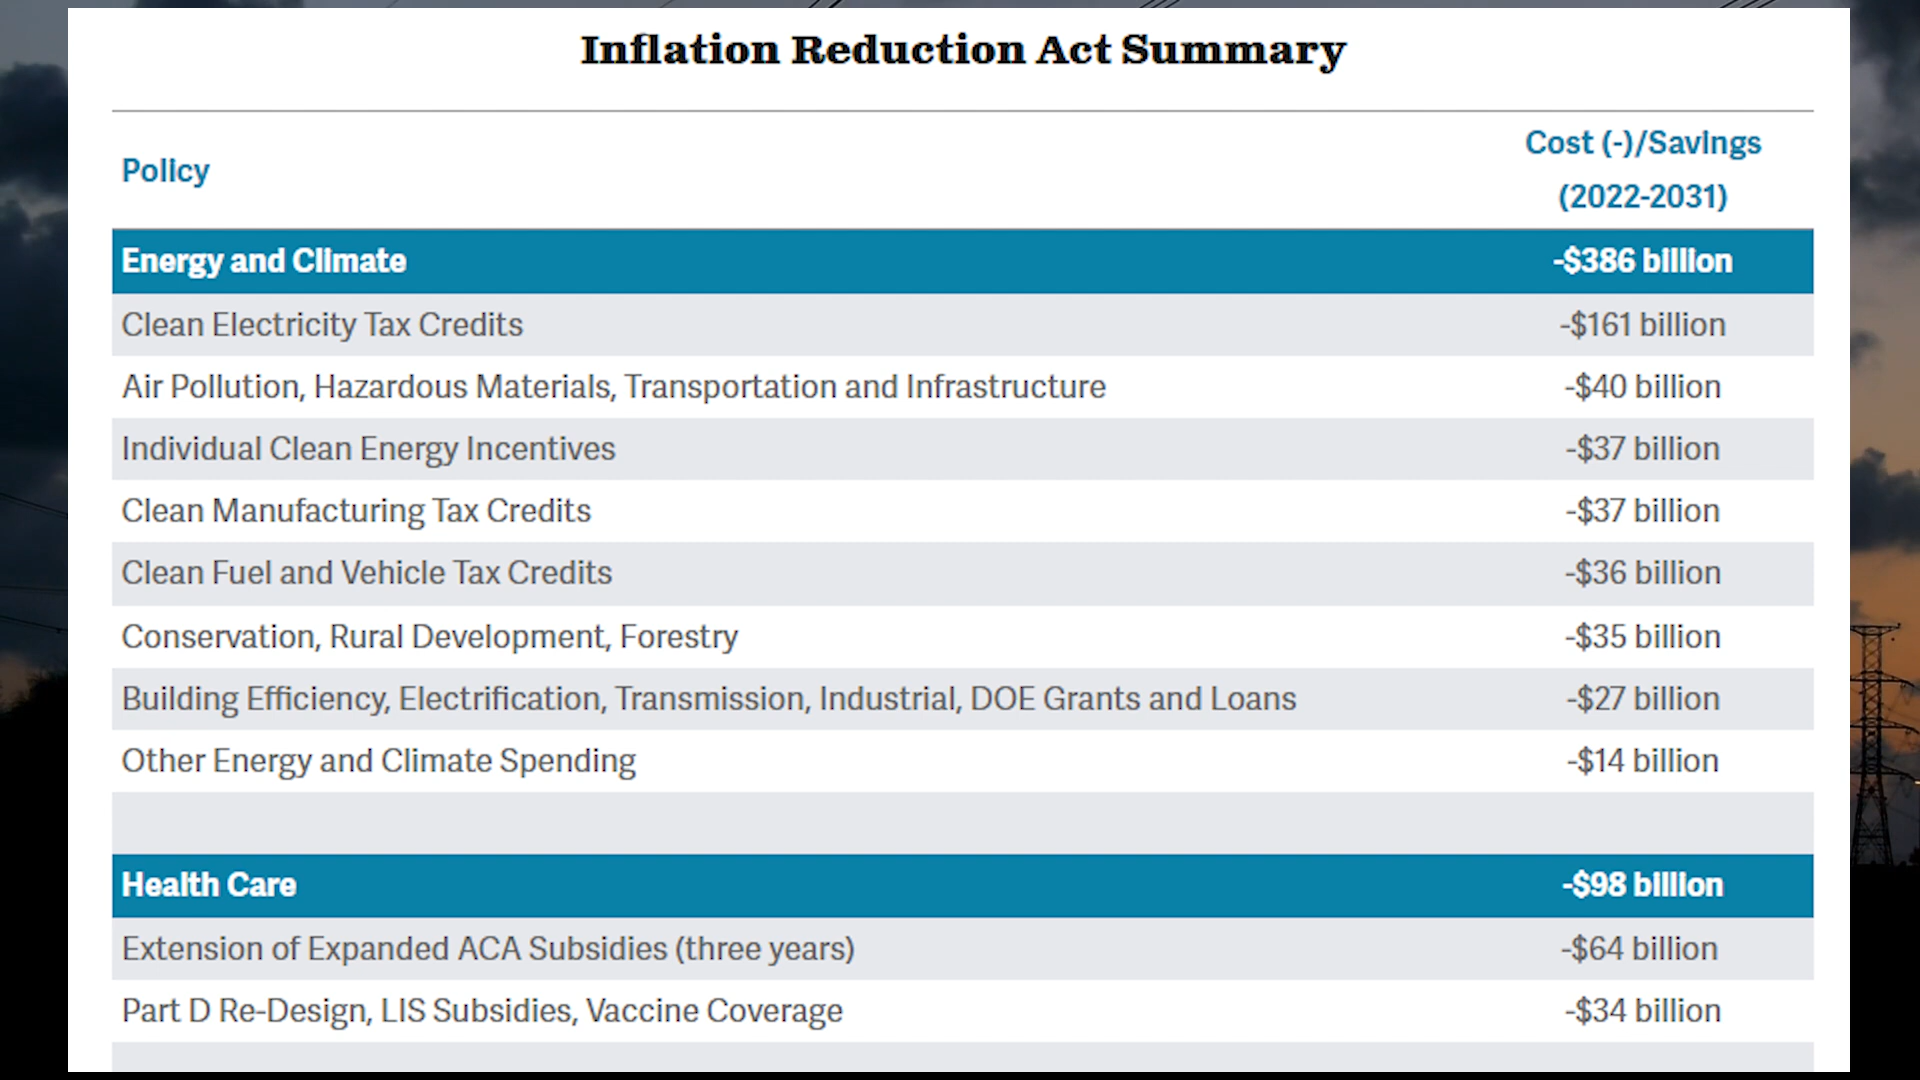 Inflation Reduction Act Summary
Policy
Cost (-)/Savings
(2022-2031)
Energy and Climate -$386 billion
Clean Electricity Tax Credits -$161 billion
Air Pollution, Hazardous Materials, Transportation and Infrastructure -$40 billion
Individual Clean Energy Incentives -$37 billion
Clean Manufacturing Tax Credits -$37 billion
Clean Fuel and Vehicle Tax Credits -$36 billion
Conservation, Rural Development, Forestry -$35 billion
Building Efficiency, Electrification, Transmission, Industrial, DOE Grants and Loans -$27 billion
Other Energy and Climate Spending -$14 billion
Health Care -$98 billion
Extension of Expanded ACA Subsidies (three years) -$64 billion
Part D Re-Design, LIS Subsidies, Vaccine Coverage -$34 billion